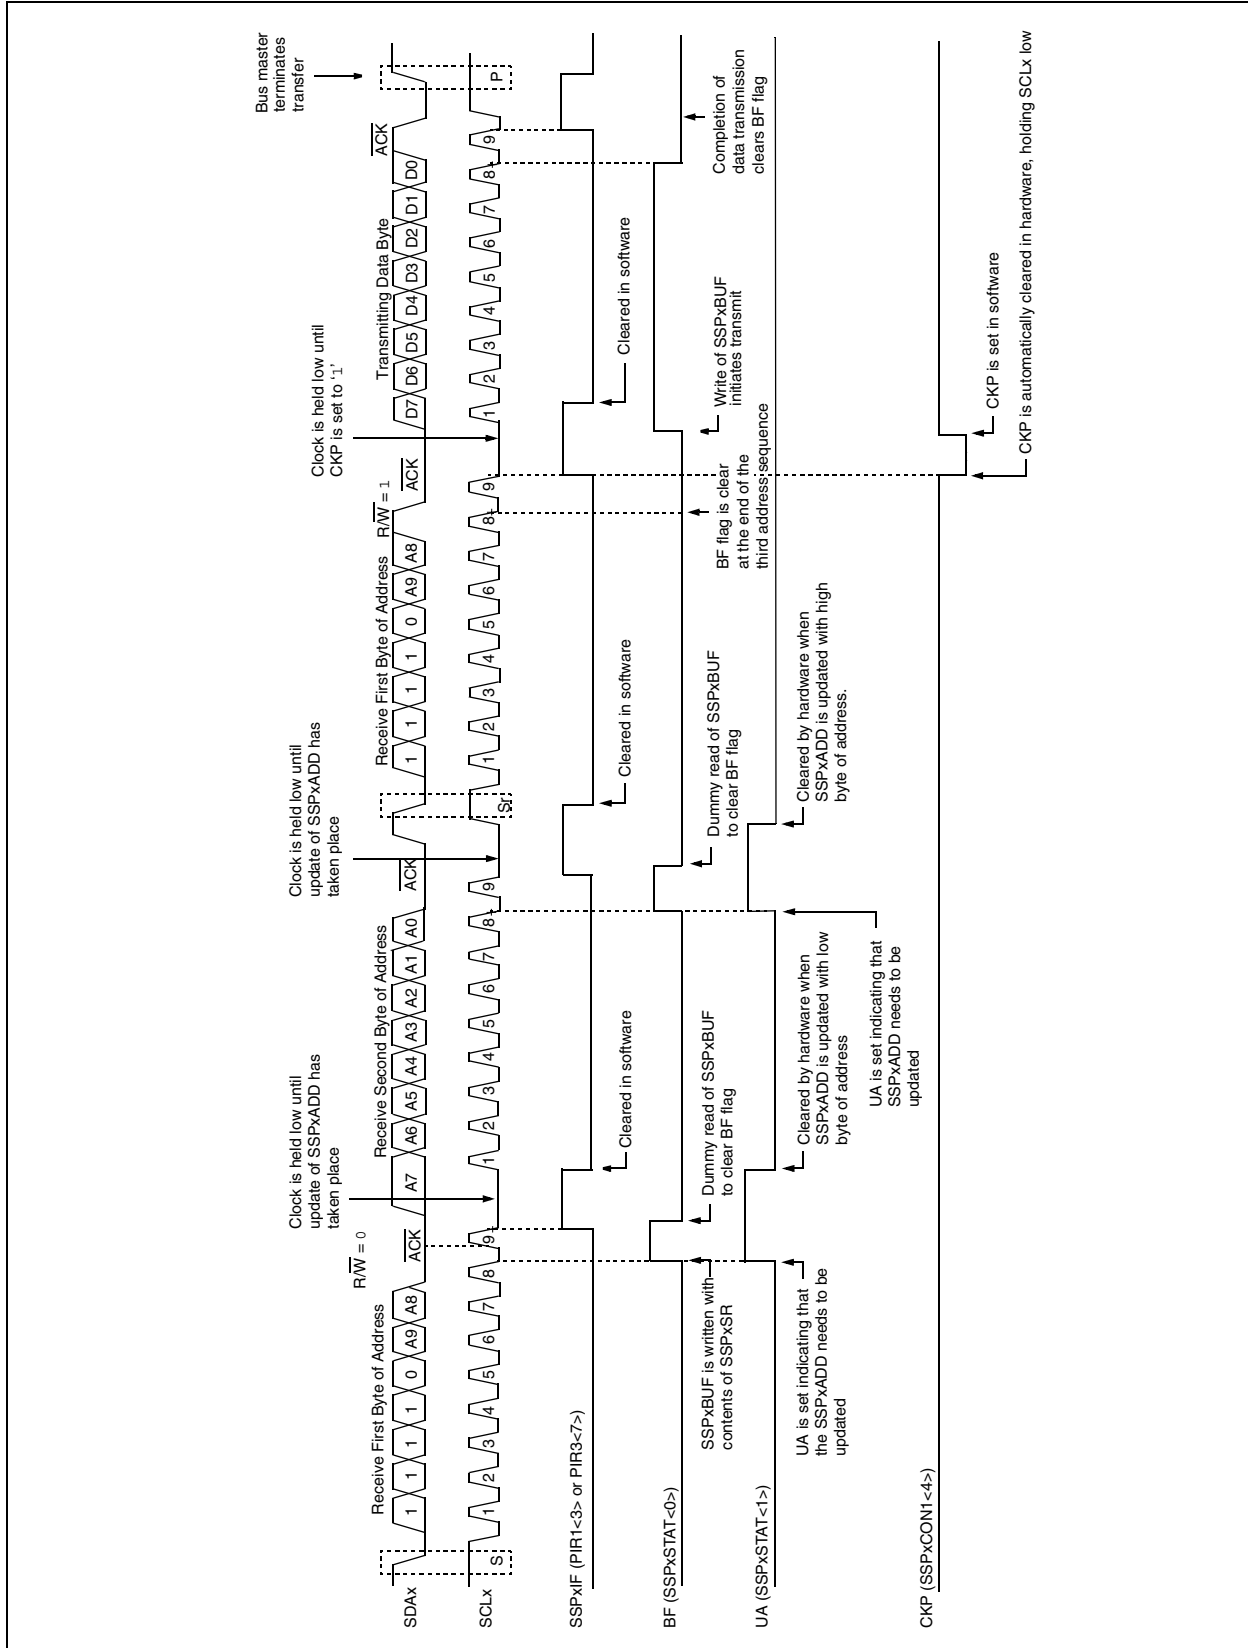 Bus master
terminates
transfer
Clock is held low until
update of SSPxADD has
taken place
Clock is held low until
update of SSPxADD has
taken place
Clock is held low until
CKP is set to ‘1’
R/W = 0
R/W = 1
Receive First Byte of Address
ACK
Receive Second Byte of Address
ACK
Receive First Byte of Address
ACK
Transmitting Data Byte
ACK
SDAx
1 1 1 1 0 A9 A8
A7 A6 A5 A4 A3 A2 A1 A0
1 1 1 1 0 A9 A8
D7 D6 D5 D4 D3 D2 D1 D0
SCLx
S
1 2 3 4 5 6 7 8 9
1 2 3 4 5 6 7 8 9
Sr
1 2 3 4 5 6 7 8 9
1 2 3 4 5 6 7 8 9
P
SSPxIF (PIR1<3> or PIR3<7>)
Cleared in software
Cleared in software
Cleared in software
BF (SSPxSTAT<0>)
SSPxBUF is written with
contents of SSPxSR
Dummy read of SSPxBUF
to clear BF flag
Dummy read of SSPxBUF
to clear BF flag
BF flag is clear
at the end of the
third address sequence
Write of SSPxBUF
initiates transmit
Completion of
data transmission
clears BF flag
UA (SSPxSTAT<1>)
UA is set indicating that
the SSPxADD needs to be
updated
Cleared by hardware when
SSPxADD is updated with low
byte of address
UA is set indicating that
SSPxADD needs to be
updated
Cleared by hardware when
SSPxADD is updated with high
byte of address.
CKP (SSPxCON1<4>)
CKP is set in software
CKP is automatically cleared in hardware, holding SCLx low